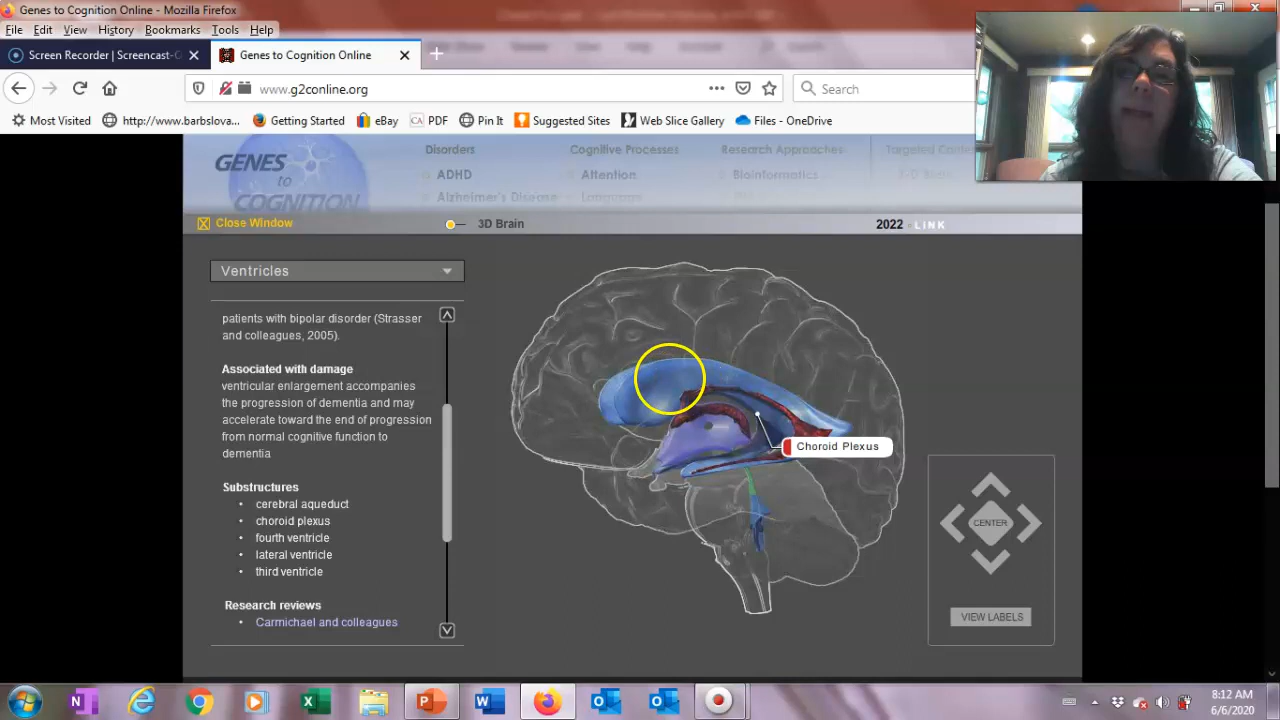 Genes to Cognition Online - Mozilla Firefox
File Edit View History Bookmarks Tools Help
Screen Recorder | Screencast-O
Genes to Cognition Online
www.g2conline.org
Search
Most Visited
http://www.barbslova...
Getting Started
eBay
CA PDF
Pin It
Suggested Sites
Web Slice Gallery
Files - OneDrive
GENES
to
COGNITION
Disorders
Cognitive Processes
Research Approaches
ADHD
Attention
Bioinformatics
Alzheimer's Disease
Language
Close Window
3D Brain
2022 - LINK
Ventricles
patients with bipolar disorder (Strasser
and colleagues, 2005).
Associated with damage
ventricular enlargement accompanies
the progression of dementia and may
accelerate toward the end of progression
from normal cognitive function to
dementia
Substructures
• cerebral aqueduct
• choroid plexus
• fourth ventricle
• lateral ventricle
• third ventricle
Research reviews
Carmichael and colleagues
Choroid Plexus
CENTER
VIEW LABELS
8:12 AM
6/6/2020